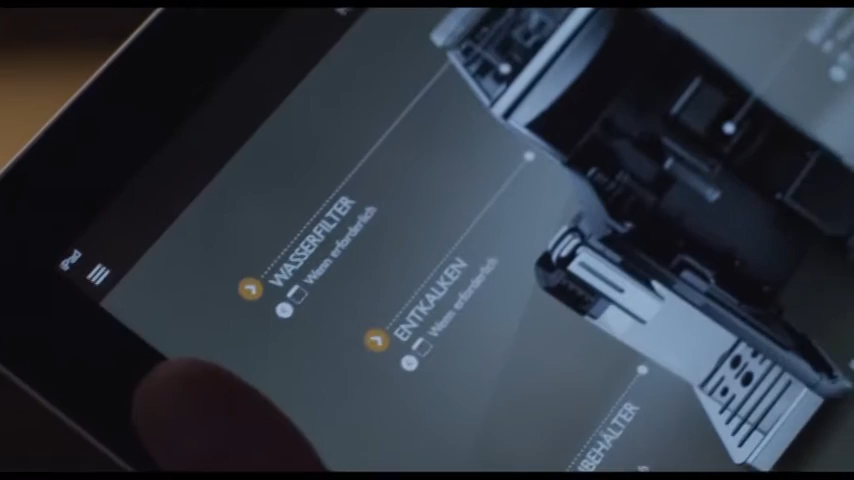 iPad
WASSERFILTER
Wenn erforderlich
ENTKALKEN
Wenn erforderlich